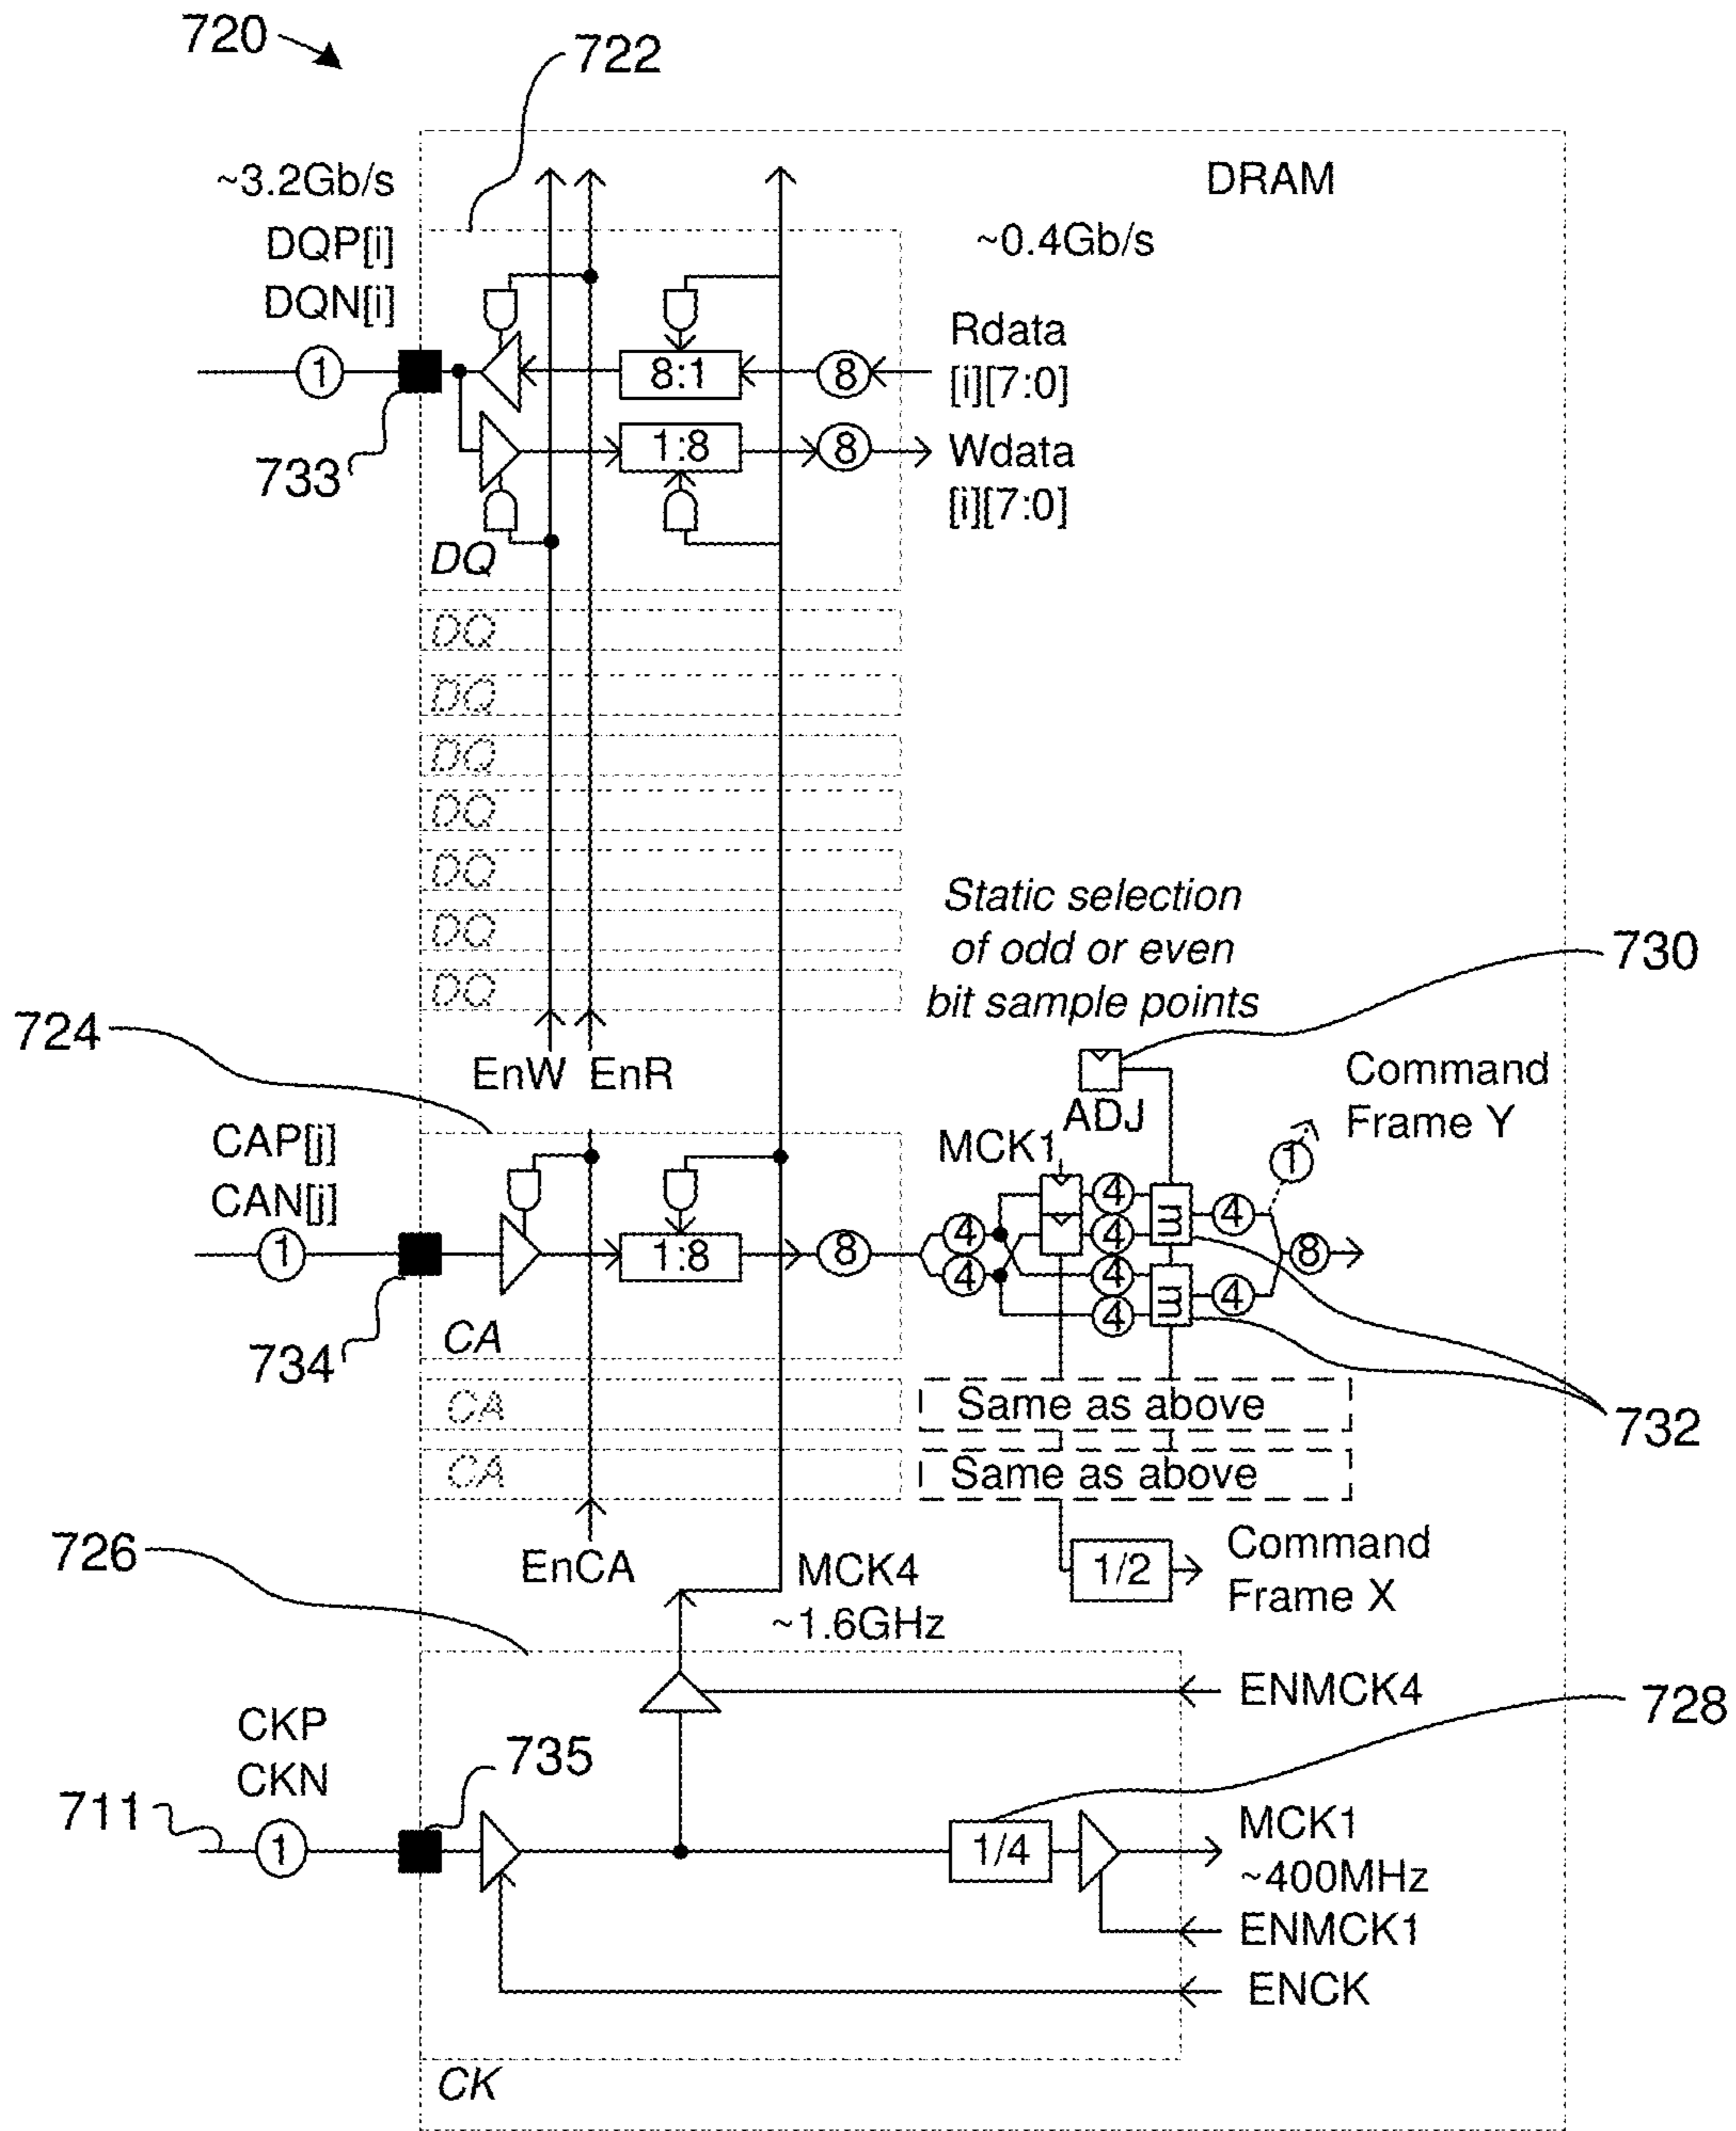 720
722
~3.2Gb/s
DRAM
DQP[i]
~0.4Gb/s
DQN[i]
Rdata
1
8:1
8
[i][7:0]
1:8
8
Wdata
733
[i][7:0]
DQ
DQ
DQ
DQ
DQ
DQ
DQ
DQ
Static selection
of odd or even
bit sample points
730
724
EnW
EnR
ADJ
Command
Frame Y
CAP[j]
MCK1
1
CAN[j]
4
m
4
1
1:8
8
4
4
8
4
4
m
4
4
734
CA
CA
Same as above
732
CA
Same as above
726
EnCA
MCK4
1/2
Command
~1.6GHz
Frame X
ENMCK4
728
CKP
735
CKN
711
1
1/4
MCK1
~400MHz
ENMCK1
ENCK
CK